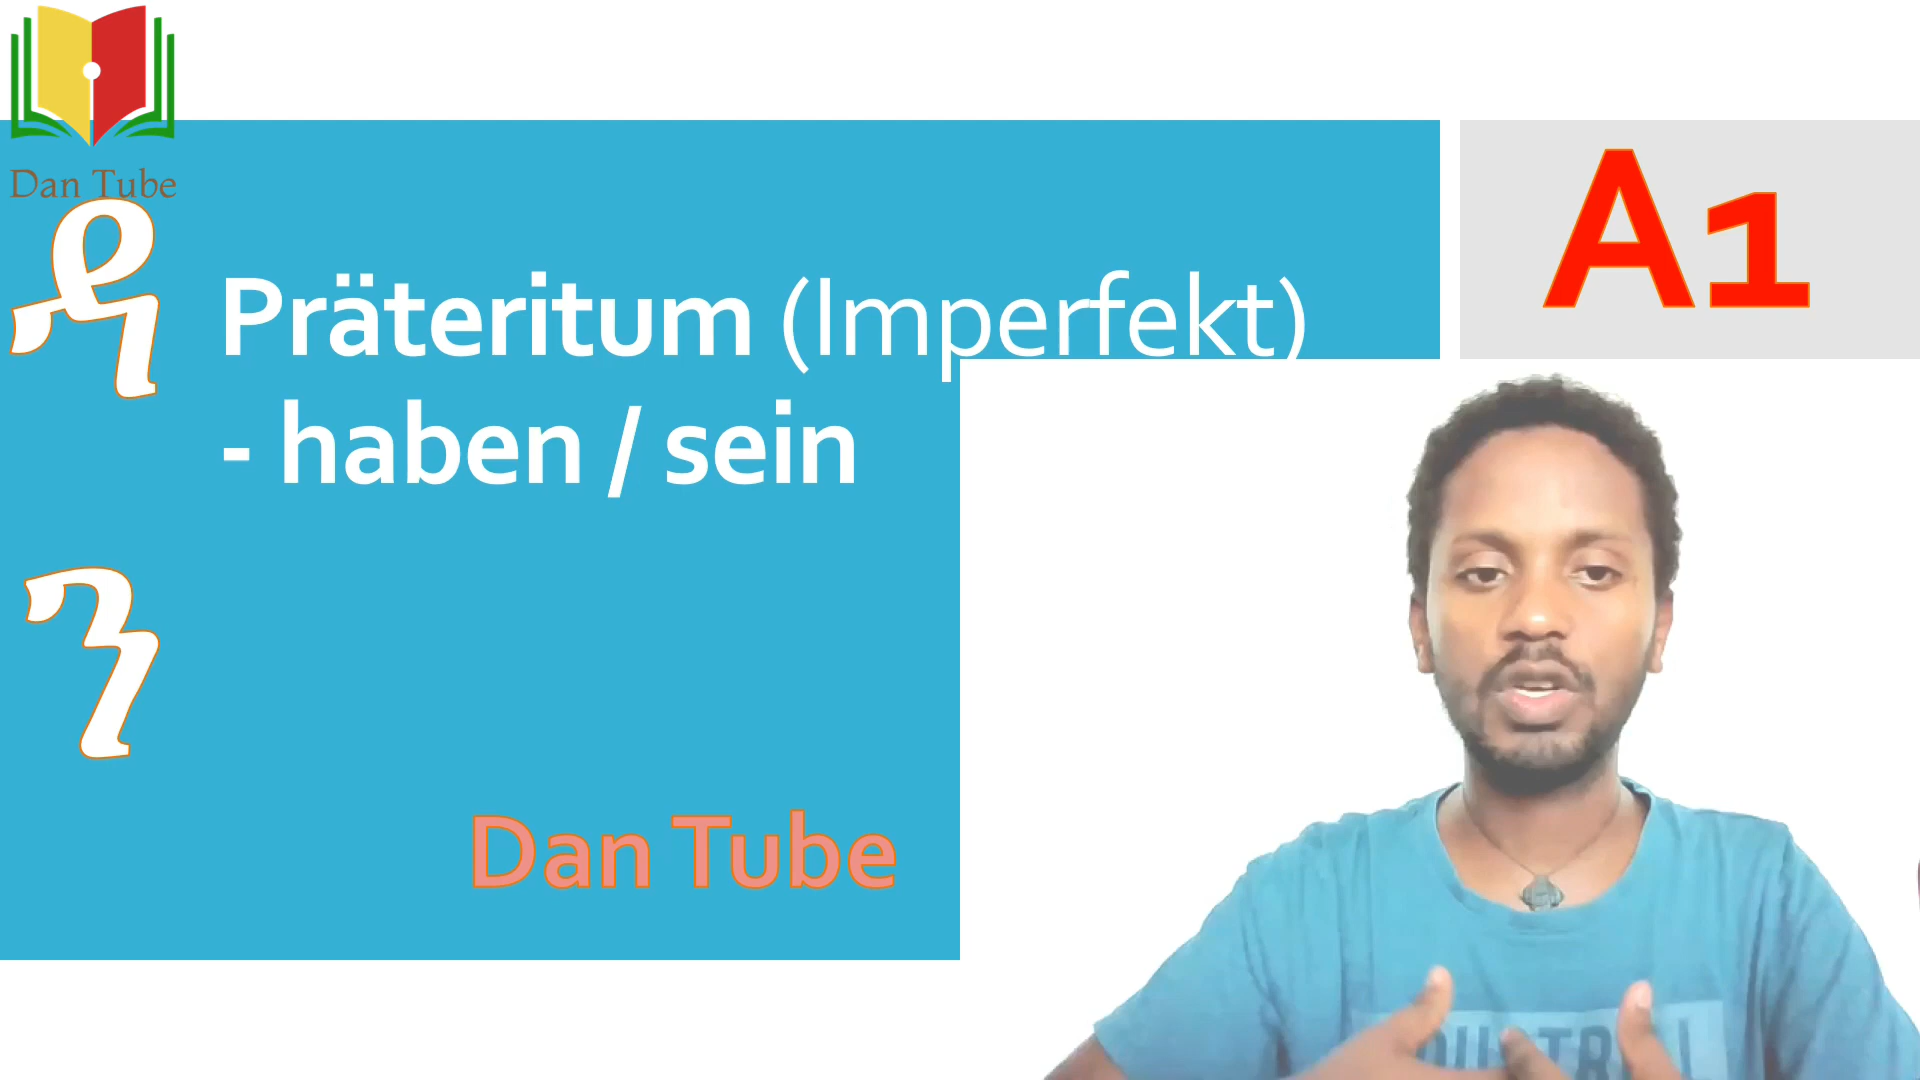 Dan Tube
ዳ
ን
Präteritum (Imperfekt)
- haben / sein
Dan Tube
A1